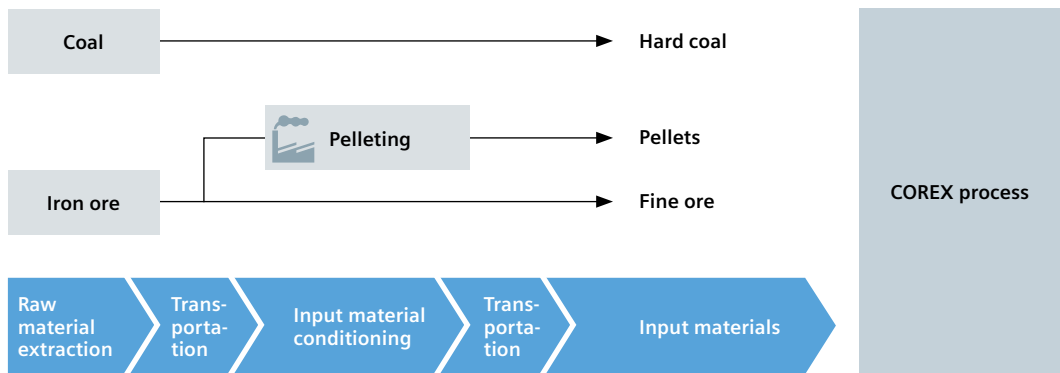 Coal
Hard coal
Pelleting
Pellets
Iron ore
Fine ore
COREX process
Raw
material
extraction
Trans-
porta-
tion
Input material
conditioning
Trans-
porta-
tion
Input materials